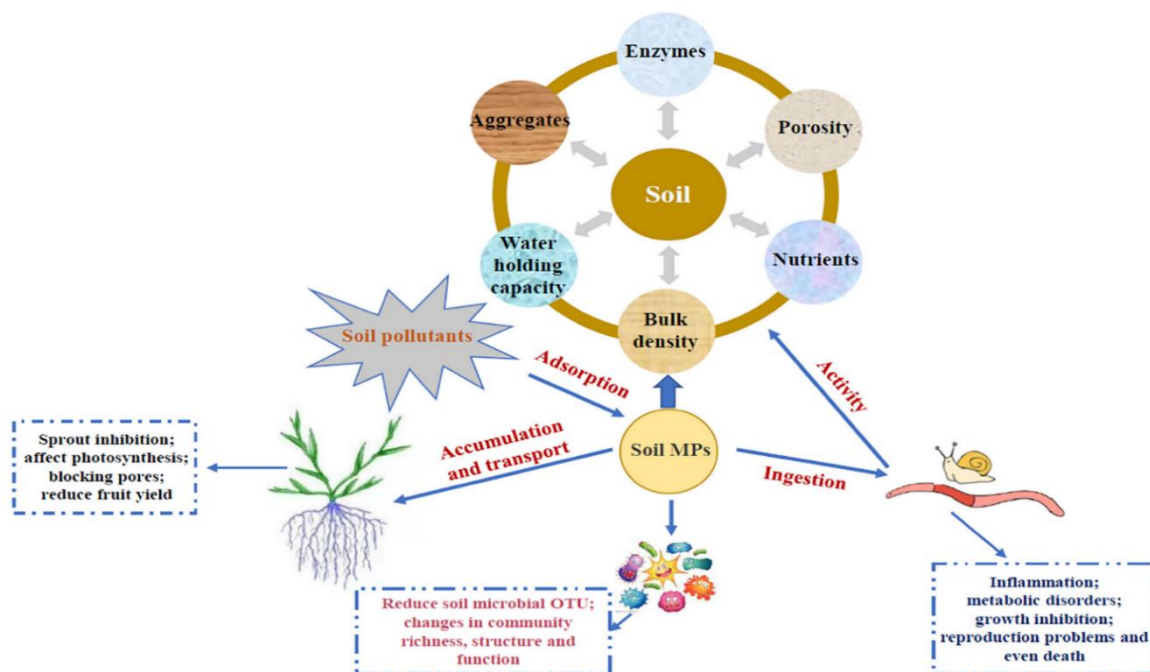 Enzymes
Aggregates
Porosity
Soil
Water
holding
capacity
Nutrients
Bulk
density
Soil pollutants
Adsorption
Activity
Accumulation
and transport
Soil MPs
Ingestion
Sprout inhibition;
affect photosynthesis;
blocking pores;
reduce fruit yield
Reduce soil microbial OTU;
changes in community
richness, structure and
function
Inflammation;
metabolic disorders;
growth inhibition;
reproduction problems and
even death